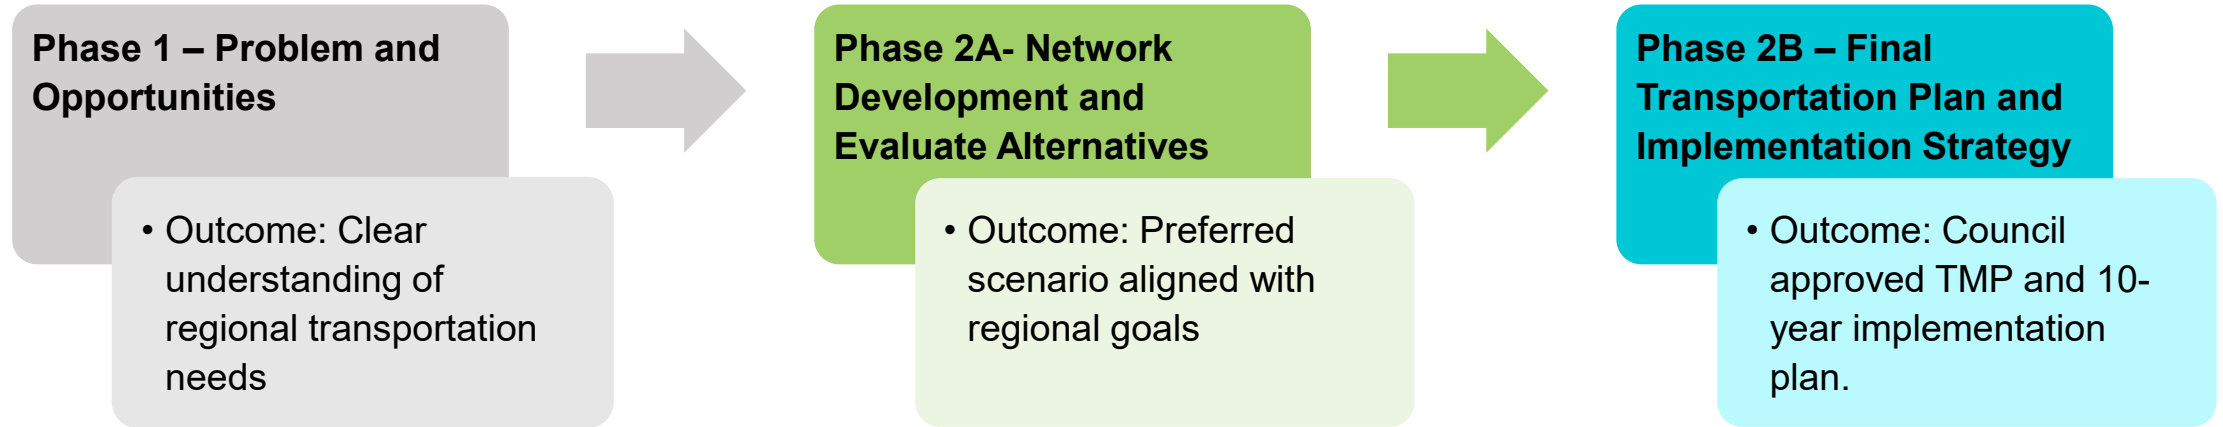 Phase 1 – Problem and
Opportunities
• Outcome: Clear
understanding of
regional transportation
needs
Phase 2A- Network
Development and
Evaluate Alternatives
• Outcome: Preferred
scenario aligned with
regional goals
Phase 2B – Final
Transportation Plan and
Implementation Strategy
• Outcome: Council
approved TMP and 10-
year implementation
plan.